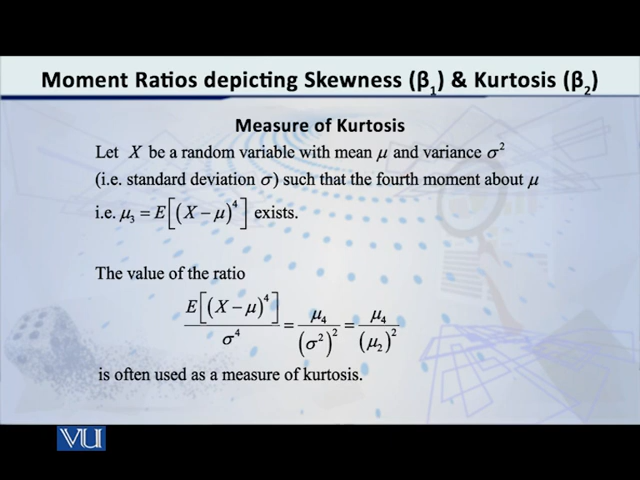 Moment Ratios depicting Skewness (β₁) & Kurtosis (β₂)
Measure of Kurtosis
Let X be a random variable with mean μ and variance σ²
(i.e. standard deviation σ) such that the fourth moment about μ
i.e. μ₃ = E[(X − μ)⁴] exists.
The value of the ratio
E[(X − μ)⁴] / σ⁴ = μ₄ / (σ²)² = μ₄ / (μ₂)²
is often used as a measure of kurtosis.
VU